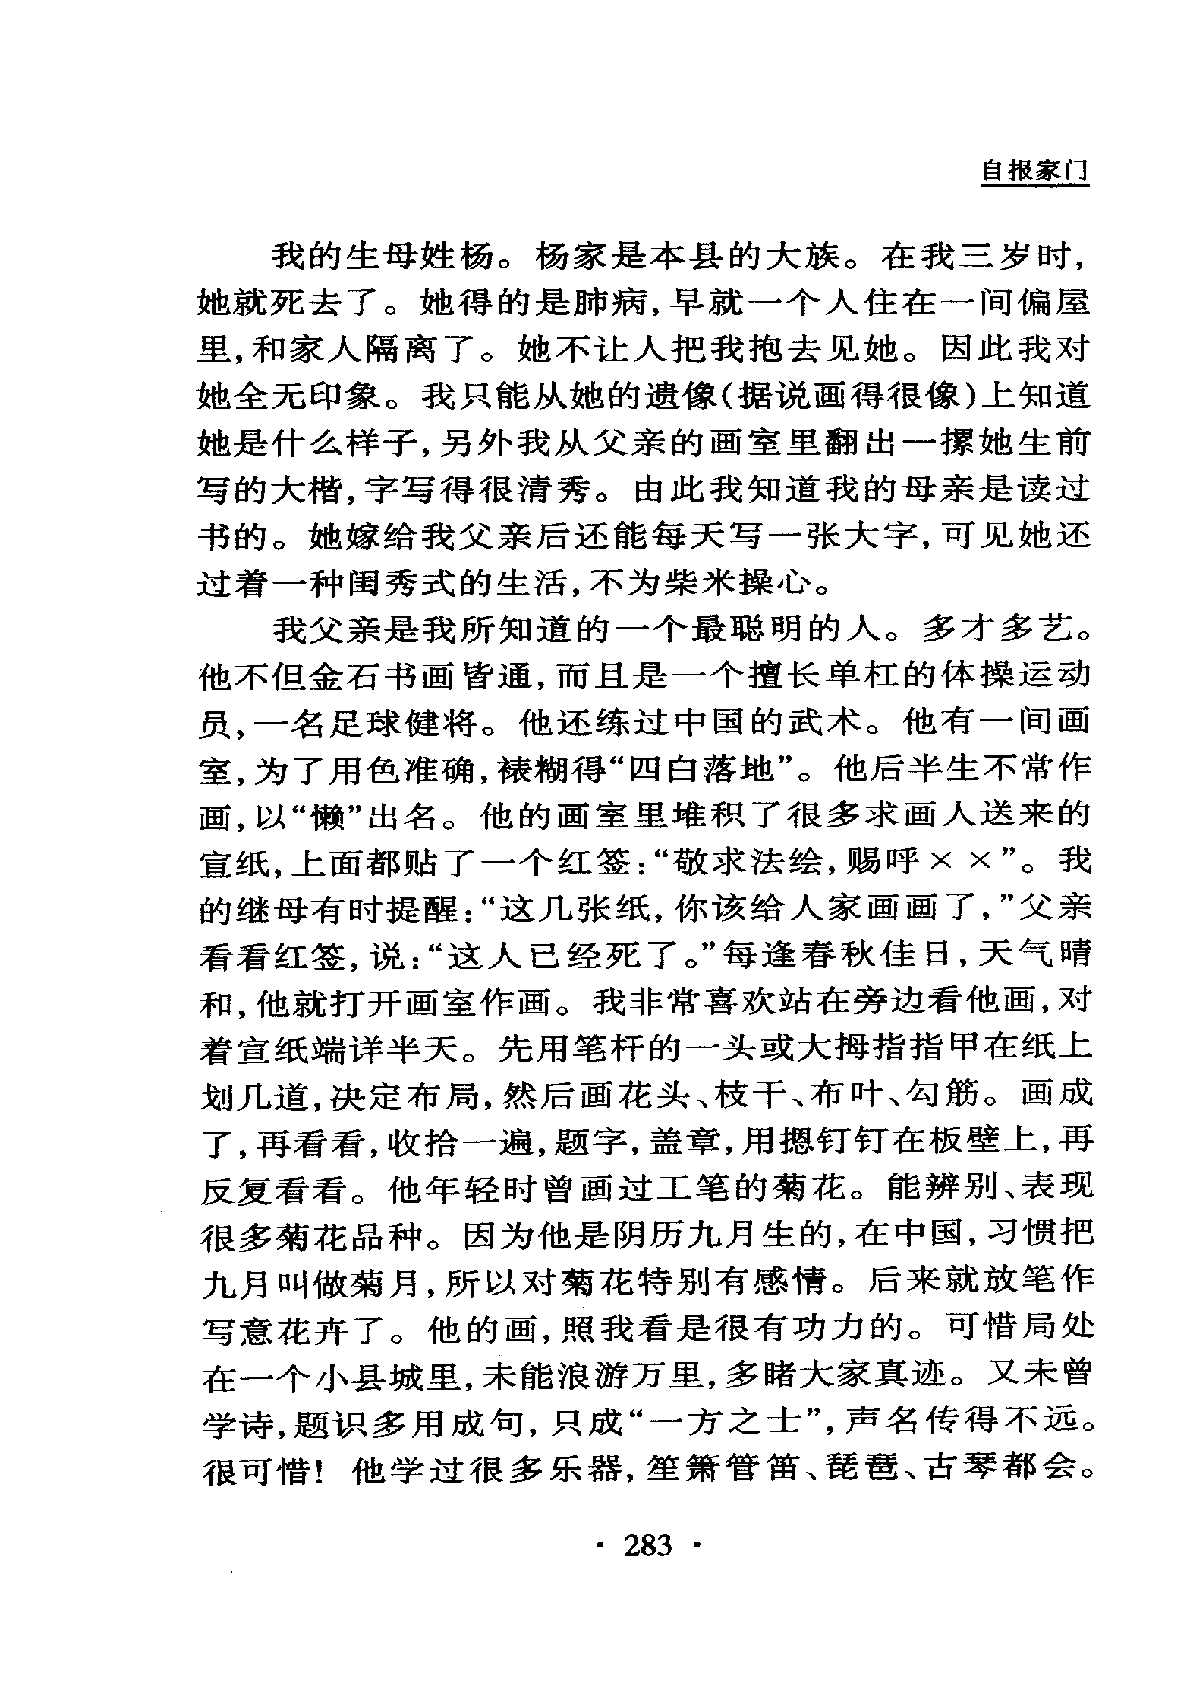 自报家门
我的生母姓杨。杨家是本县的大族。在我三岁时,
她就死去了。她得的是肺病,早就一个人住在一间偏屋
里,和家人隔离了。她不让人把我抱去见她。因此我对
她全无印象。我只能从她的遗像(据说画得很像)上知道
她是什么样子,另外我从父亲的画室里翻出一摞她生前
写的大楷,字写得很清秀。由此我知道我的母亲是读过
书的。她嫁给我父亲后还能每天写一张大字,可见她还
过着一种闺秀式的生活,不为柴米操心。
我父亲是我所知道的一个最聪明的人。多才多艺。
他不但金石书画皆通,而且是一个擅长单杠的体操运动
员,一名足球健将。他还练过中国的武术。他有一间画
室,为了用色准确,裱糊得“四白落地”。他后半生不常作
画,以“懒”出名。他的画室里堆积了很多求画人送来的
宣纸,上面都贴了一个红签:“敬求法绘,赐呼××”。我
的继母有时提醒:“这几张纸,你该给人家画画了,”父亲
看看红签,说:“这人已经死了。”每逢春秋佳日,天气晴
和,他就打开画室作画。我非常喜欢站在旁边看他画,对
着宣纸端详半天。先用笔杆的一头或大拇指指甲在纸上
划几道,决定布局,然后画花头、枝干、布叶、勾筋。画成
了,再看看,收拾一遍,题字,盖章,用摁钉钉在板壁上,再
反复看看。他年轻时曾画过工笔的菊花。能辨别、表现
很多菊花品种。因为他是阴历九月生的,在中国,习惯把
九月叫做菊月,所以对菊花特别有感情。后来就放笔作
写意花卉了。他的画,照我看是很有功力的。可惜局处
在一个小县城里,未能浪游万里,多睹大家真迹。又未曾
学诗,题识多用成句,只成“一方之士”,声名传得不远。
很可惜! 他学过很多乐器,笙箫管笛、琵琶、古琴都会。
· 283 ·